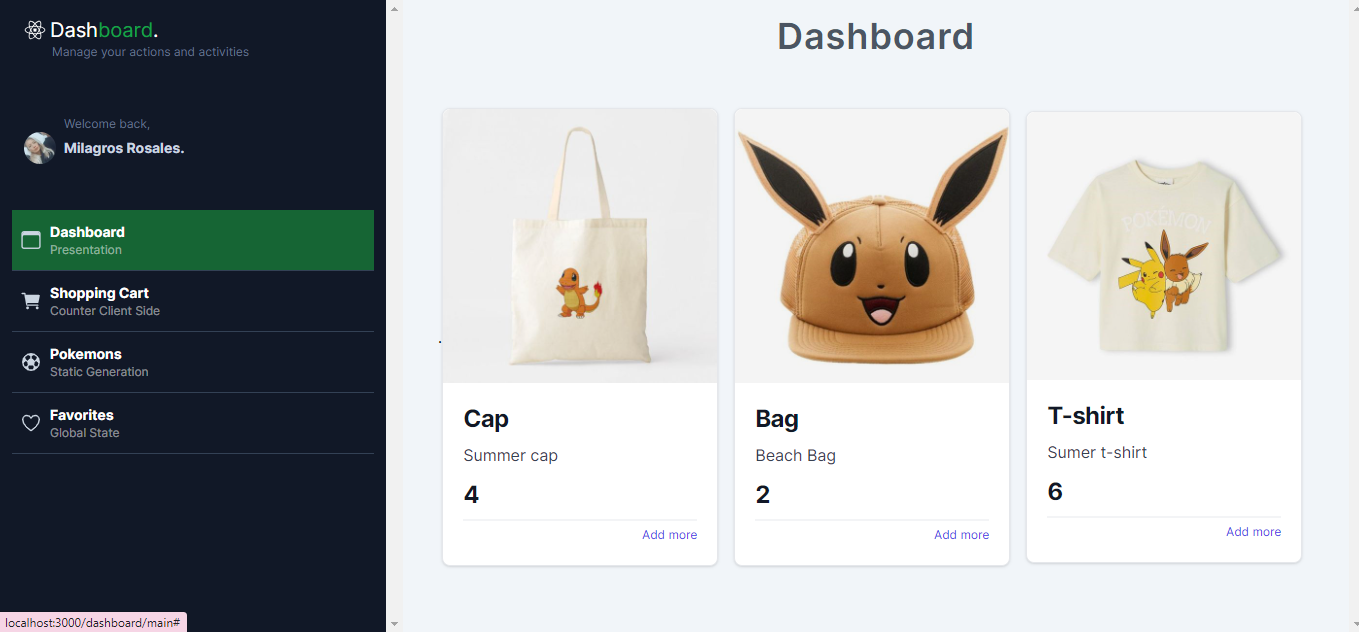 Dashboard.
Manage your actions and activities
Welcome back,
Milagros Rosales.
Dashboard
Presentation
Shopping Cart
Counter Client Side
Pokemons
Static Generation
Favorites
Global State
localhost:3000/dashboard/main#
Dashboard
Cap
Summer cap
4
Add more
Bag
Beach Bag
2
Add more
POKEMON
T-shirt
Sumer t-shirt
6
Add more